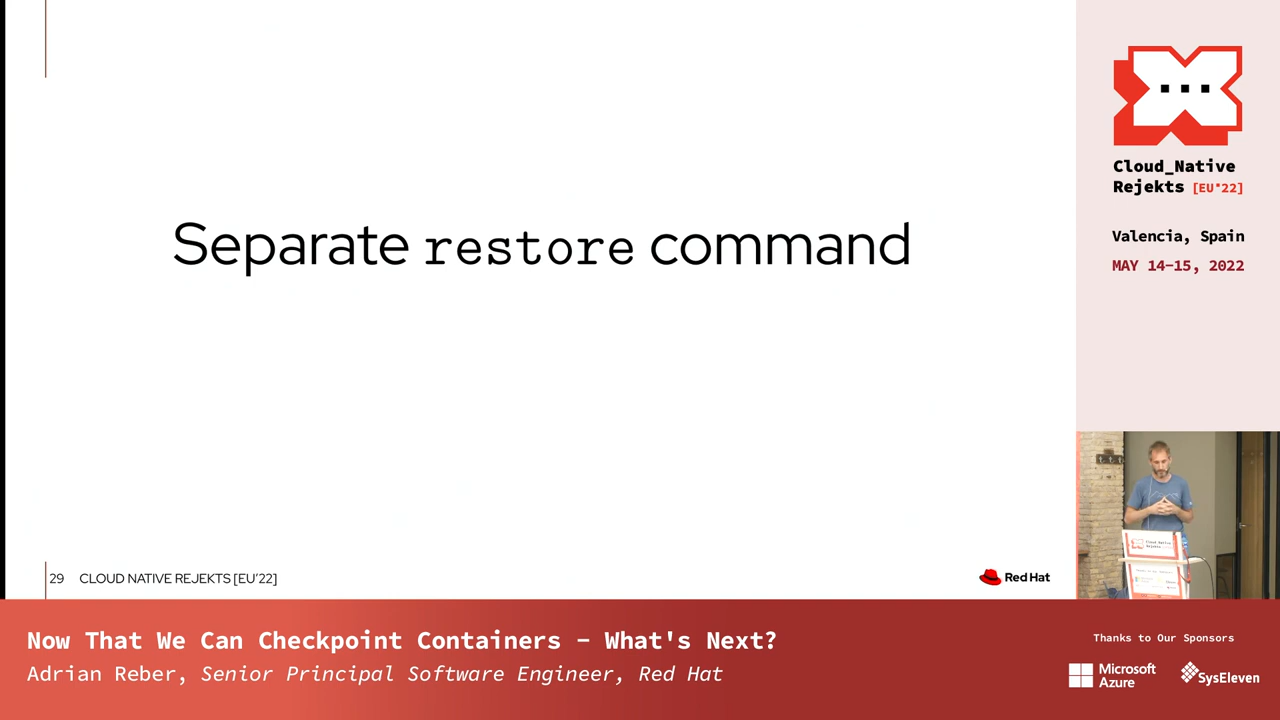 Separate restore command
29 CLOUD NATIVE REJEKTS [EU'22]
Red Hat
Cloud_Native
Rejekts [EU*22]
Valencia, Spain
MAY 14-15, 2022
Now That We Can Checkpoint Containers - What's Next?
Adrian Reber, Senior Principal Software Engineer, Red Hat
Thanks to Our Sponsors
Microsoft
Azure
SysEleven